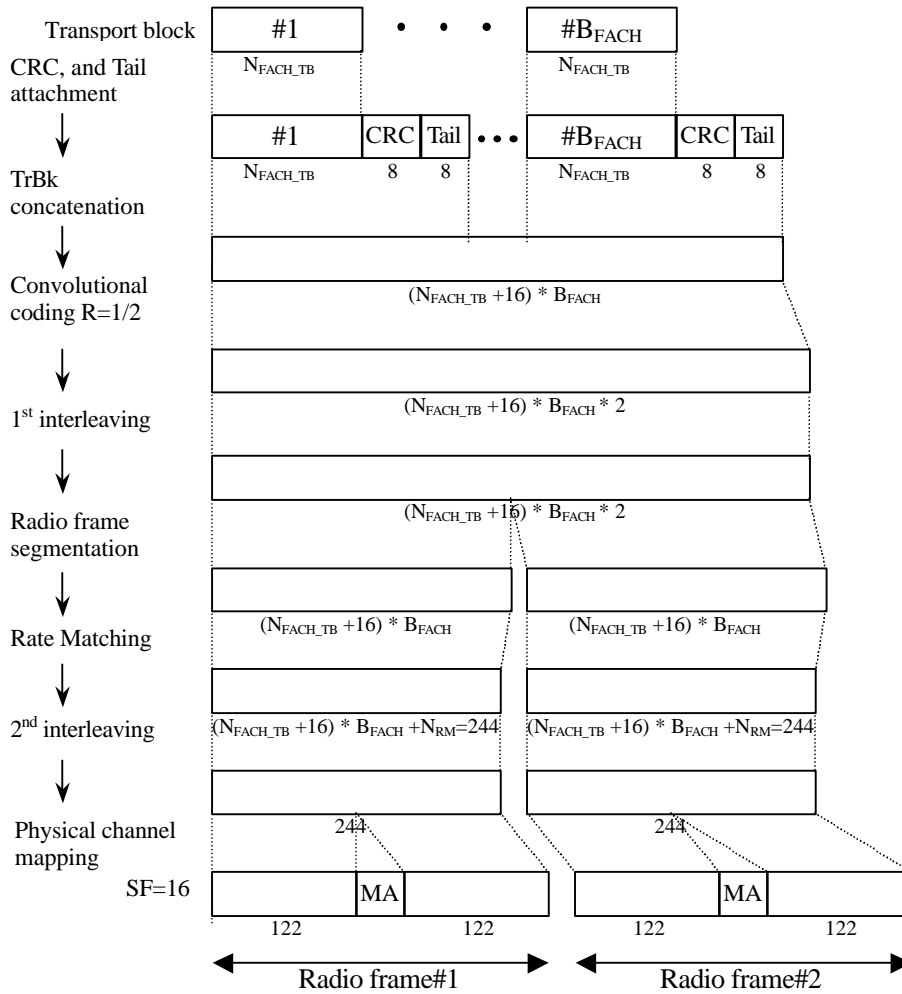 Transport block
#1
• • •
#B_FACH
N_FACH_TB
N_FACH_TB
CRC, and Tail
attachment
#1
CRC
Tail
•••
#B_FACH
CRC
Tail
N_FACH_TB
8
8
N_FACH_TB
8
8
TrBk
concatenation
(N_FACH_TB +16) * B_FACH
Convolutional
coding R=1/2
(N_FACH_TB +16) * B_FACH * 2
1st interleaving
(N_FACH_TB +16) * B_FACH * 2
Radio frame
segmentation
(N_FACH_TB +16) * B_FACH
(N_FACH_TB +16) * B_FACH
Rate Matching
(N_FACH_TB +16) * B_FACH +N_RM=244
(N_FACH_TB +16) * B_FACH +N_RM=244
2nd interleaving
244
244
Physical channel
mapping
SF=16
MA
MA
122
122
122
122
Radio frame#1
Radio frame#2